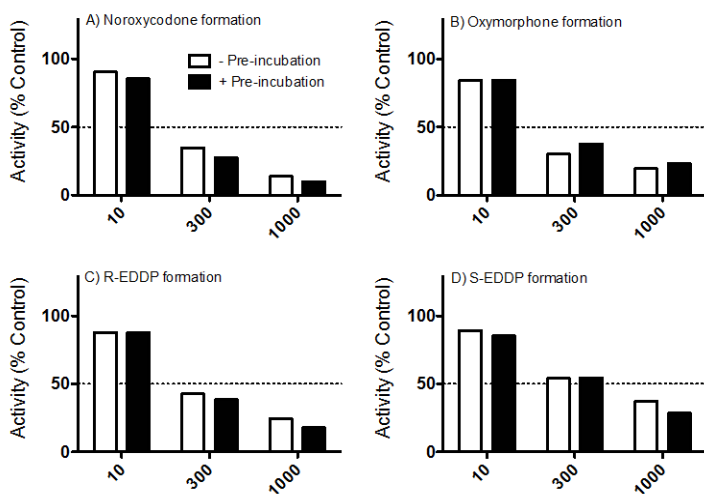 A) Noroxycodone formation
Activity (% Control)
100
50
0
- Pre-incubation
+ Pre-incubation
10
300
1000
B) Oxymorphone formation
Activity (% Control)
100
50
0
10
300
1000
C) R-EDDP formation
Activity (% Control)
100
50
0
10
300
1000
D) S-EDDP formation
Activity (% Control)
100
50
0
10
300
1000